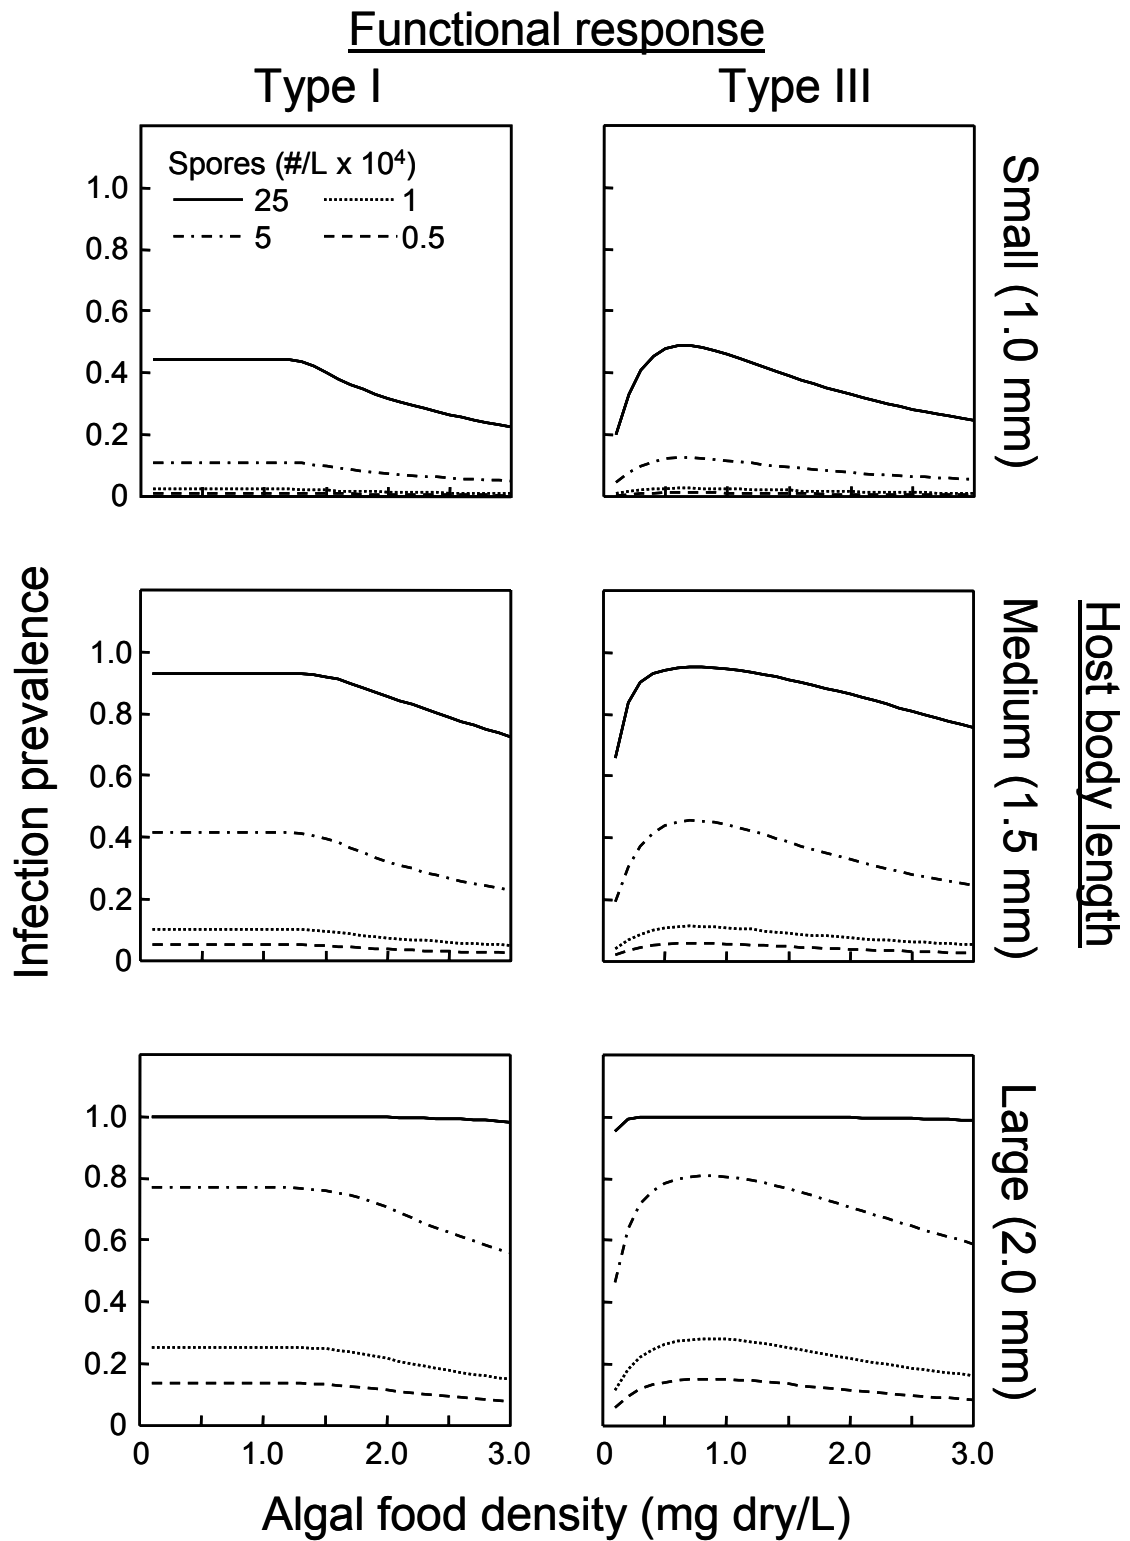 Functional response
Type I Type III
Spores (#/L x 10⁴)
25 1
5 0.5
1.0
0.8
0.6
0.4
0.2
0
Small (1.0 mm)
Infection prevalence
1.0
0.8
0.6
0.4
0.2
0
Medium (1.5 mm)
Host body length
1.0
0.8
0.6
0.4
0.2
0
Large (2.0 mm)
0 1.0 2.0 3.0 0 1.0 2.0 3.0
Algal food density (mg dry/L)